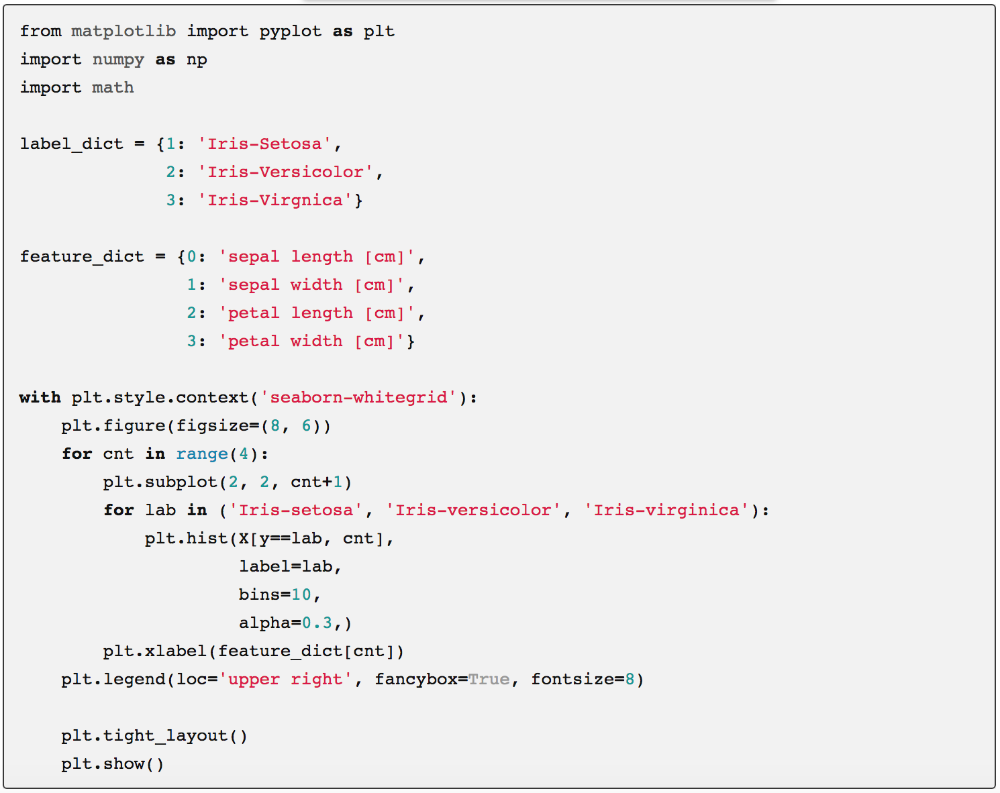 from matplotlib import pyplot as plt
import numpy as np
import math
label_dict = {1: 'Iris-Setosa',
              2: 'Iris-Versicolor',
              3: 'Iris-Virgnica'}
feature_dict = {0: 'sepal length [cm]',
                1: 'sepal width [cm]',
                2: 'petal length [cm]',
                3: 'petal width [cm]'}
with plt.style.context('seaborn-whitegrid'):
    plt.figure(figsize=(8, 6))
    for cnt in range(4):
        plt.subplot(2, 2, cnt+1)
        for lab in ('Iris-setosa', 'Iris-versicolor', 'Iris-virginica'):
            plt.hist(X[y==lab, cnt],
                     label=lab,
                     bins=10,
                     alpha=0.3,)
        plt.xlabel(feature_dict[cnt])
    plt.legend(loc='upper right', fancybox=True, fontsize=8)
    plt.tight_layout()
    plt.show()